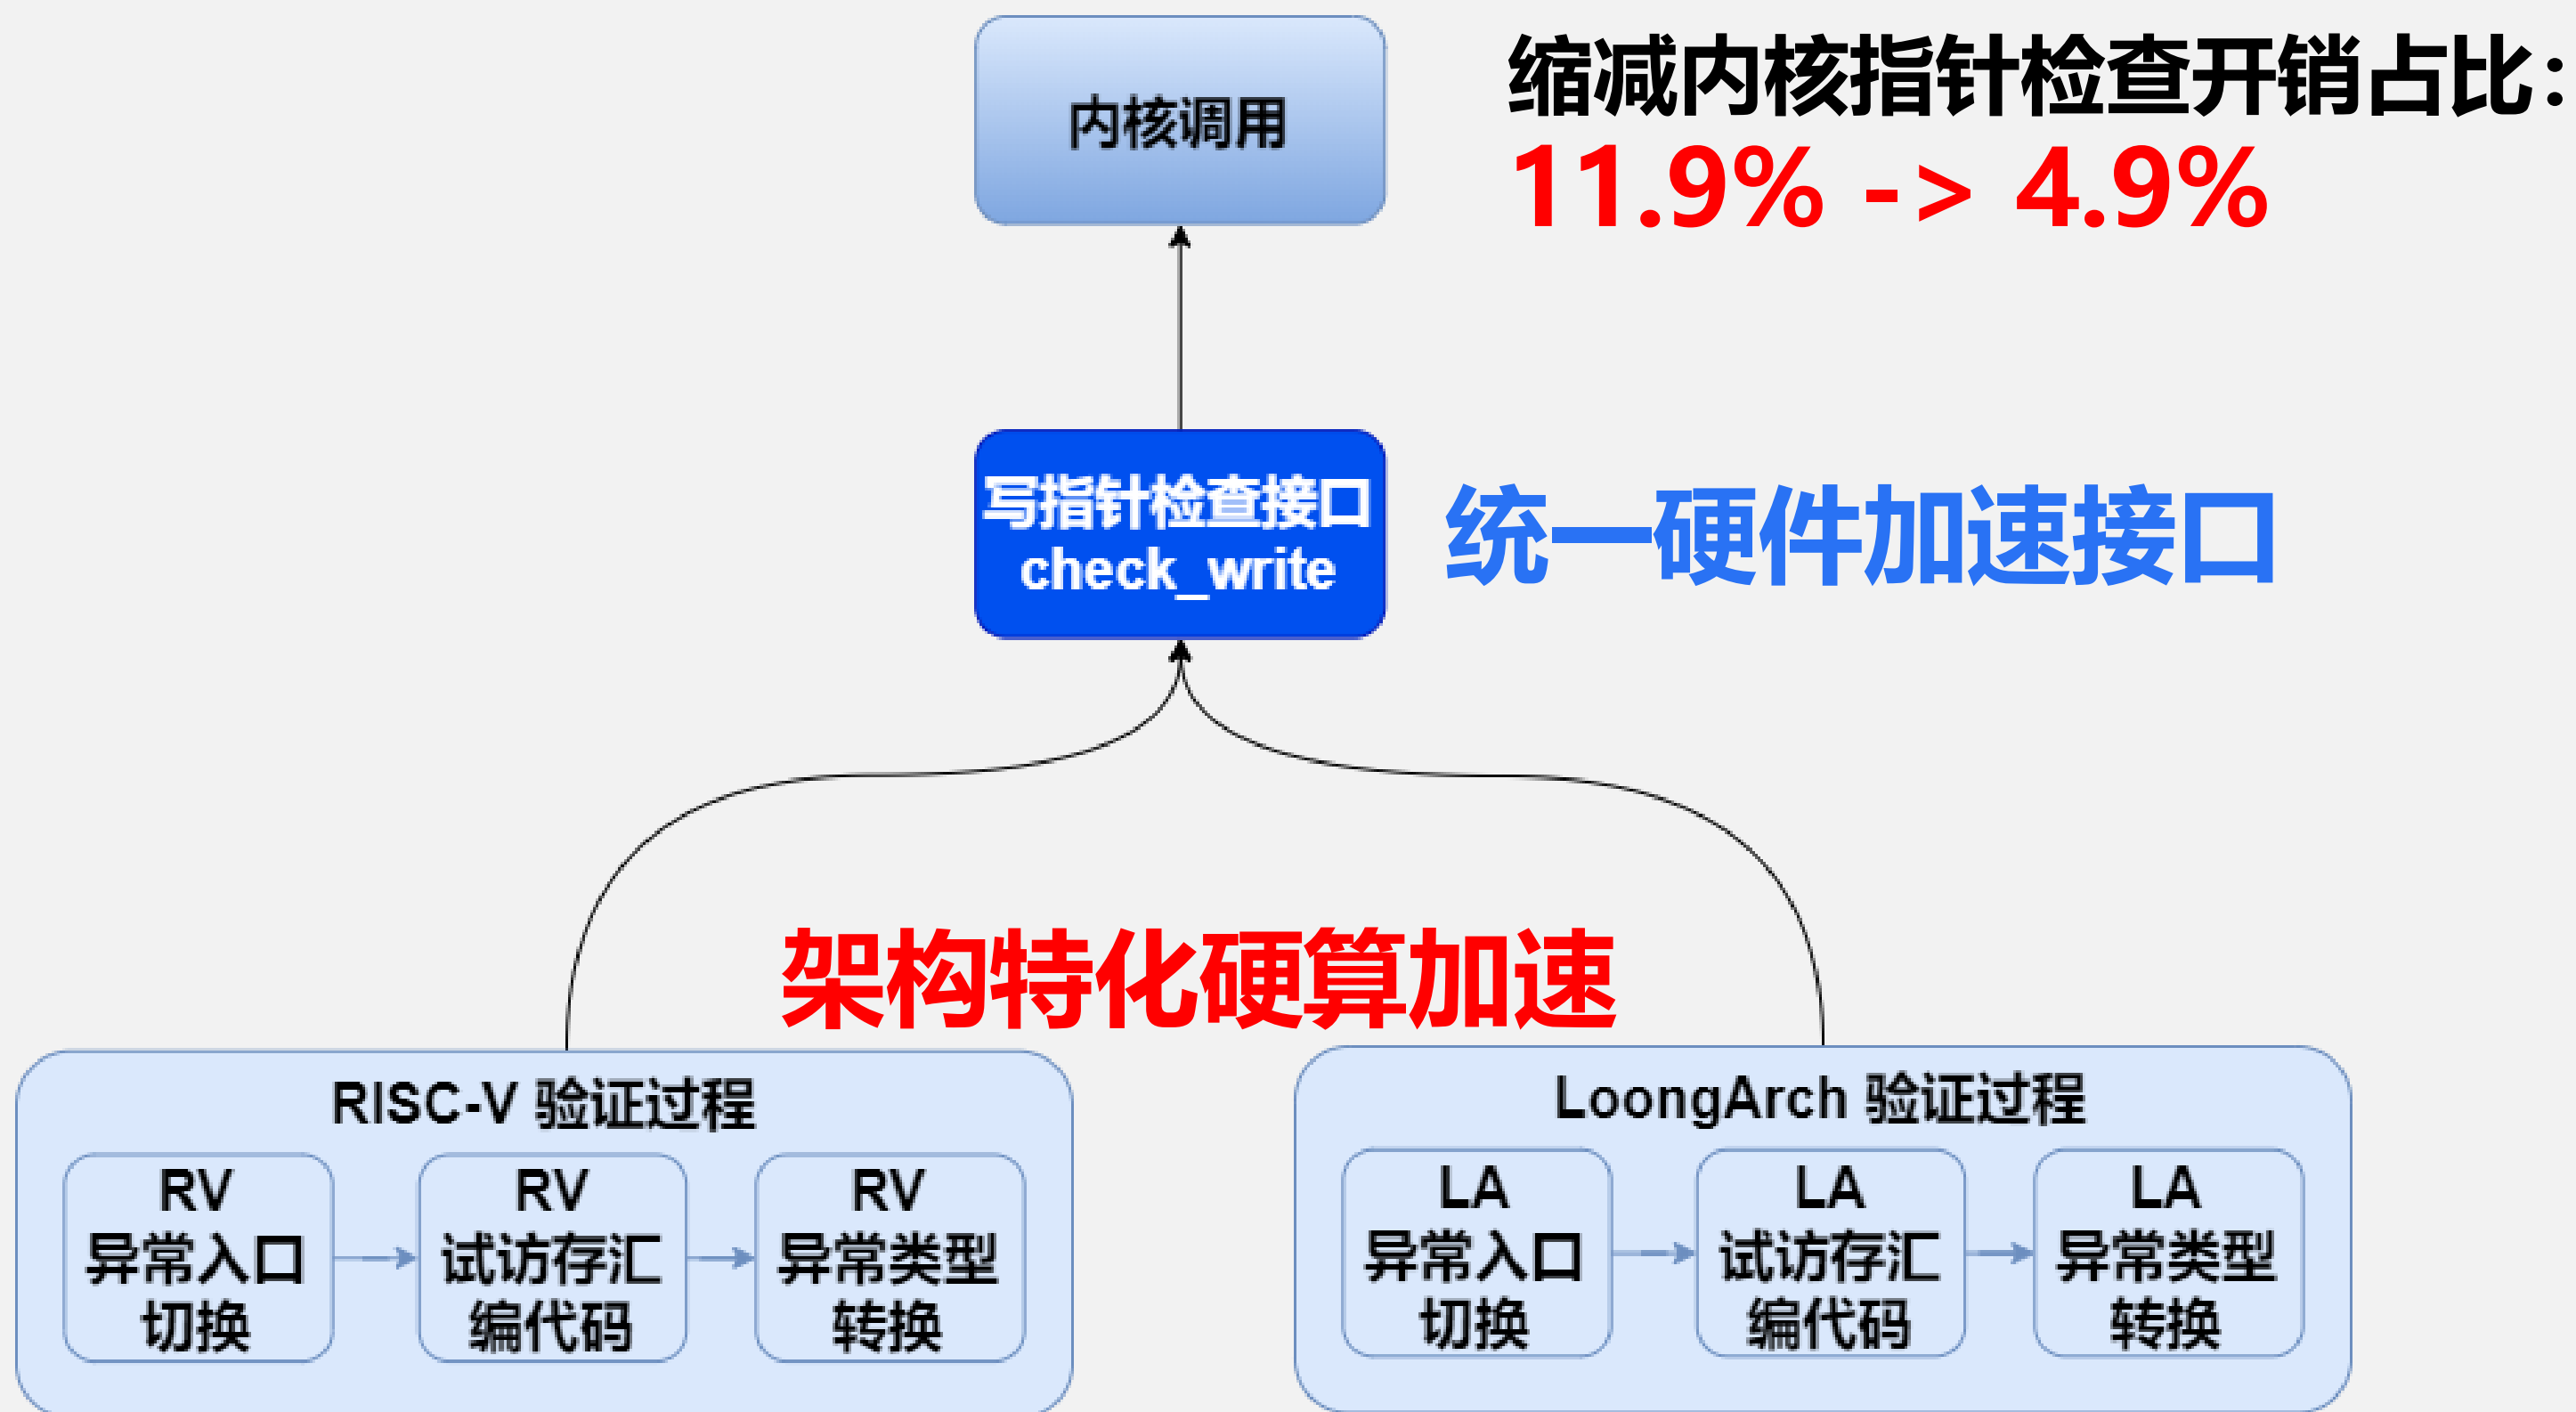 内核调用
缩减内核指针检查开销占比：
11.9% -> 4.9%
写指针检查接口
check_write
统一硬件加速接口
架构特化硬算加速
RISC-V 验证过程
RV
异常入口
切换
RV
试访存汇
编代码
RV
异常类型
转换
LoongArch 验证过程
LA
异常入口
切换
LA
试访存汇
编代码
LA
异常类型
转换